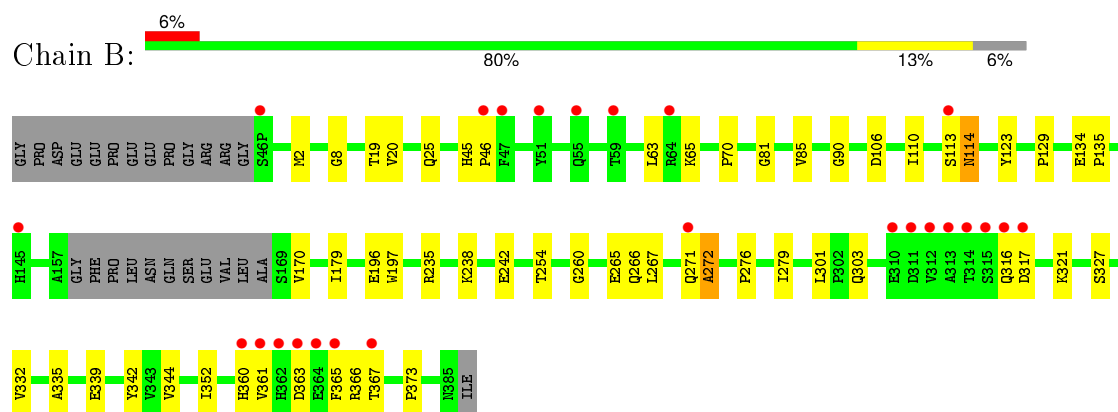 6%
Chain B:
80% 13% 6%
GLY PRO ASP GLU GLU PRO GLU GLU PRO GLY ARG ARG GLY S46P M2 G8 T19 V20 Q25 H45 P46 F47 Y51 Q55 T59 L63 R64 K65 P70 G81 V85 G90 D106 I110 S113 N114 Y123 P129 E134 P135
H145 A157 GLY PHE PRO LEU ASN GLN SER GLU VAL LEU ALA S169 V170 I179 E196 W197 R235 K238 E242 T254 G260 E265 Q266 L267 Q271 A272 P276 I279 L301 P302 Q303 E310 D311 V312 A313 T314 S315 Q316 D317 K321 S327
V332 A335 E339 Y342 V343 V344 I352 H360 V361 H362 D363 E364 F365 R366 T367 P373 N385 ILE